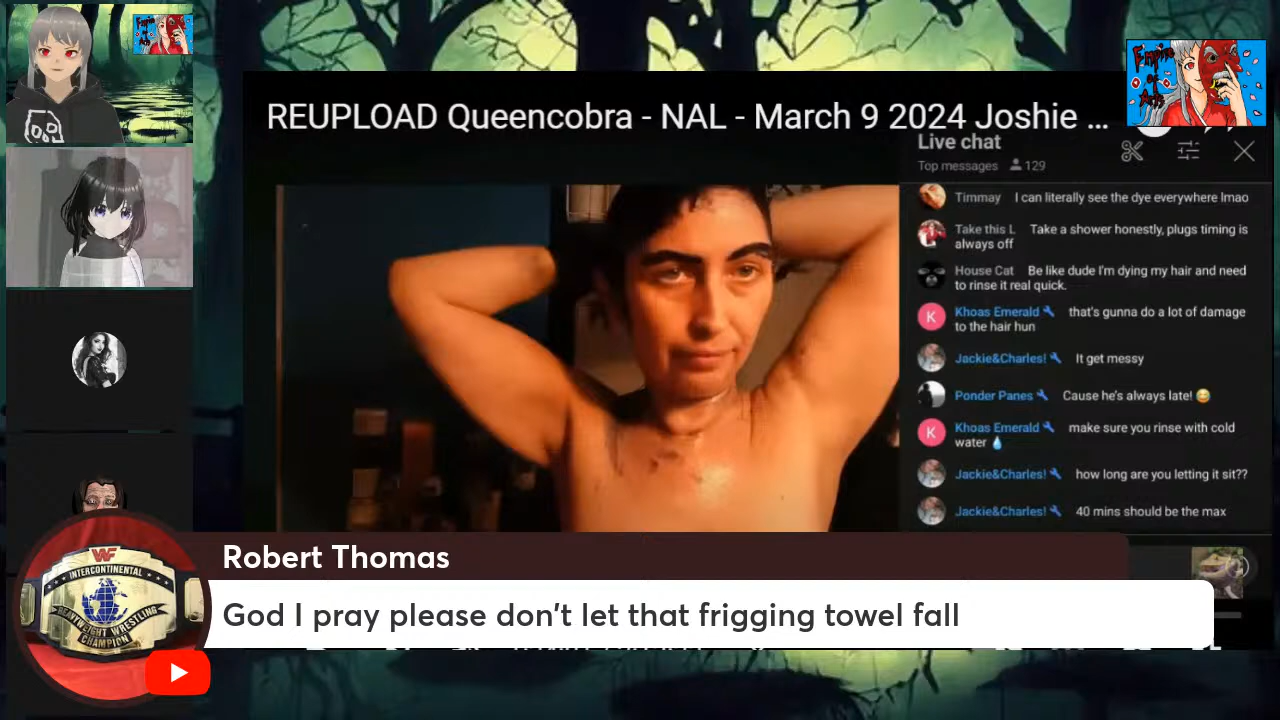 REUPLOAD Queencobra - NAL - March 9 2024 Joshie ...
Empire
of
Arts
Live chat
Top messages 129
Timmay I can literally see the dye everywhere lmao
Take this L Take a shower honestly, plugs timing is
always off
House Cat Be like dude I'm dying my hair and need
to rinse it real quick.
K
Khoas Emerald that's gunna do a lot of damage
to the hair hun
Jackie&Charles! It get messy
Ponder Panes Cause he's always late! 😂
K
Khoas Emerald make sure you rinse with cold
water 💧
Jackie&Charles! how long are you letting it sit??
Jackie&Charles! 40 mins should be the max
Robert Thomas
God I pray please don't let that frigging towel fall
WF
INTERCONTINENTAL
HEAVYWEIGHT WRESTLING
CHAMPION